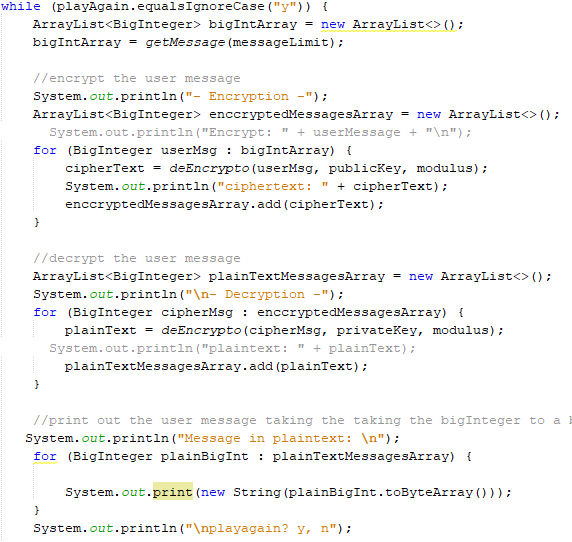 while (playAgain.equalsIgnoreCase("y")) {
ArrayList<BigInteger> bigIntArray = new ArrayList<>();
bigIntArray = getMessage(messageLimit);
//encrypt the user message
System.out.println("- Encryption -");
ArrayList<BigInteger> enccryptedMessagesArray = new ArrayList<>();
System.out.println("Encrypt: " + userMessage + "\n");
for (BigInteger userMsg : bigIntArray) {
cipherText = deEncrypto(userMsg, publicKey, modulus);
System.out.println("ciphertext: " + cipherText);
enccryptedMessagesArray.add(cipherText);
}
//decrypt the user message
ArrayList<BigInteger> plainTextMessagesArray = new ArrayList<>();
System.out.println("\n- Decryption -");
for (BigInteger cipherMsg : enccryptedMessagesArray) {
plainText = deEncrypto(cipherMsg, privateKey, modulus);
System.out.println("plaintext: " + plainText);
plainTextMessagesArray.add(plainText);
}
//print out the user message taking the taking the bigInteger to a
System.out.println("Message in plaintext: \n");
for (BigInteger plainBigInt : plainTextMessagesArray) {
System.out.print(new String(plainBigInt.toByteArray()));
}
System.out.println("\nplayagain? y, n");